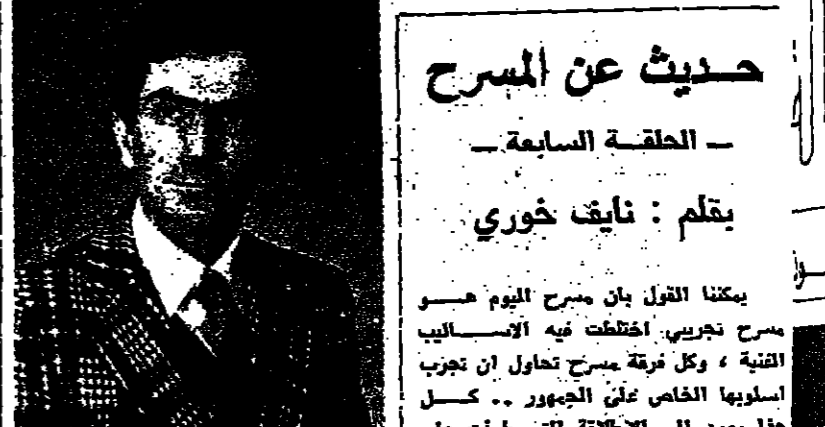 حديث عن المسرح
ـ الحلقة السابعة ـ
بقلم : نايف خوري
يمكننا القول بان مسرح اليوم هو
مسرح تجريبي اختلطت فيه الاساليب
الفنية ، وكل فرقة مسرح تحاول ان تجرب
اسلوبها الخاص على الجمهور .. كل